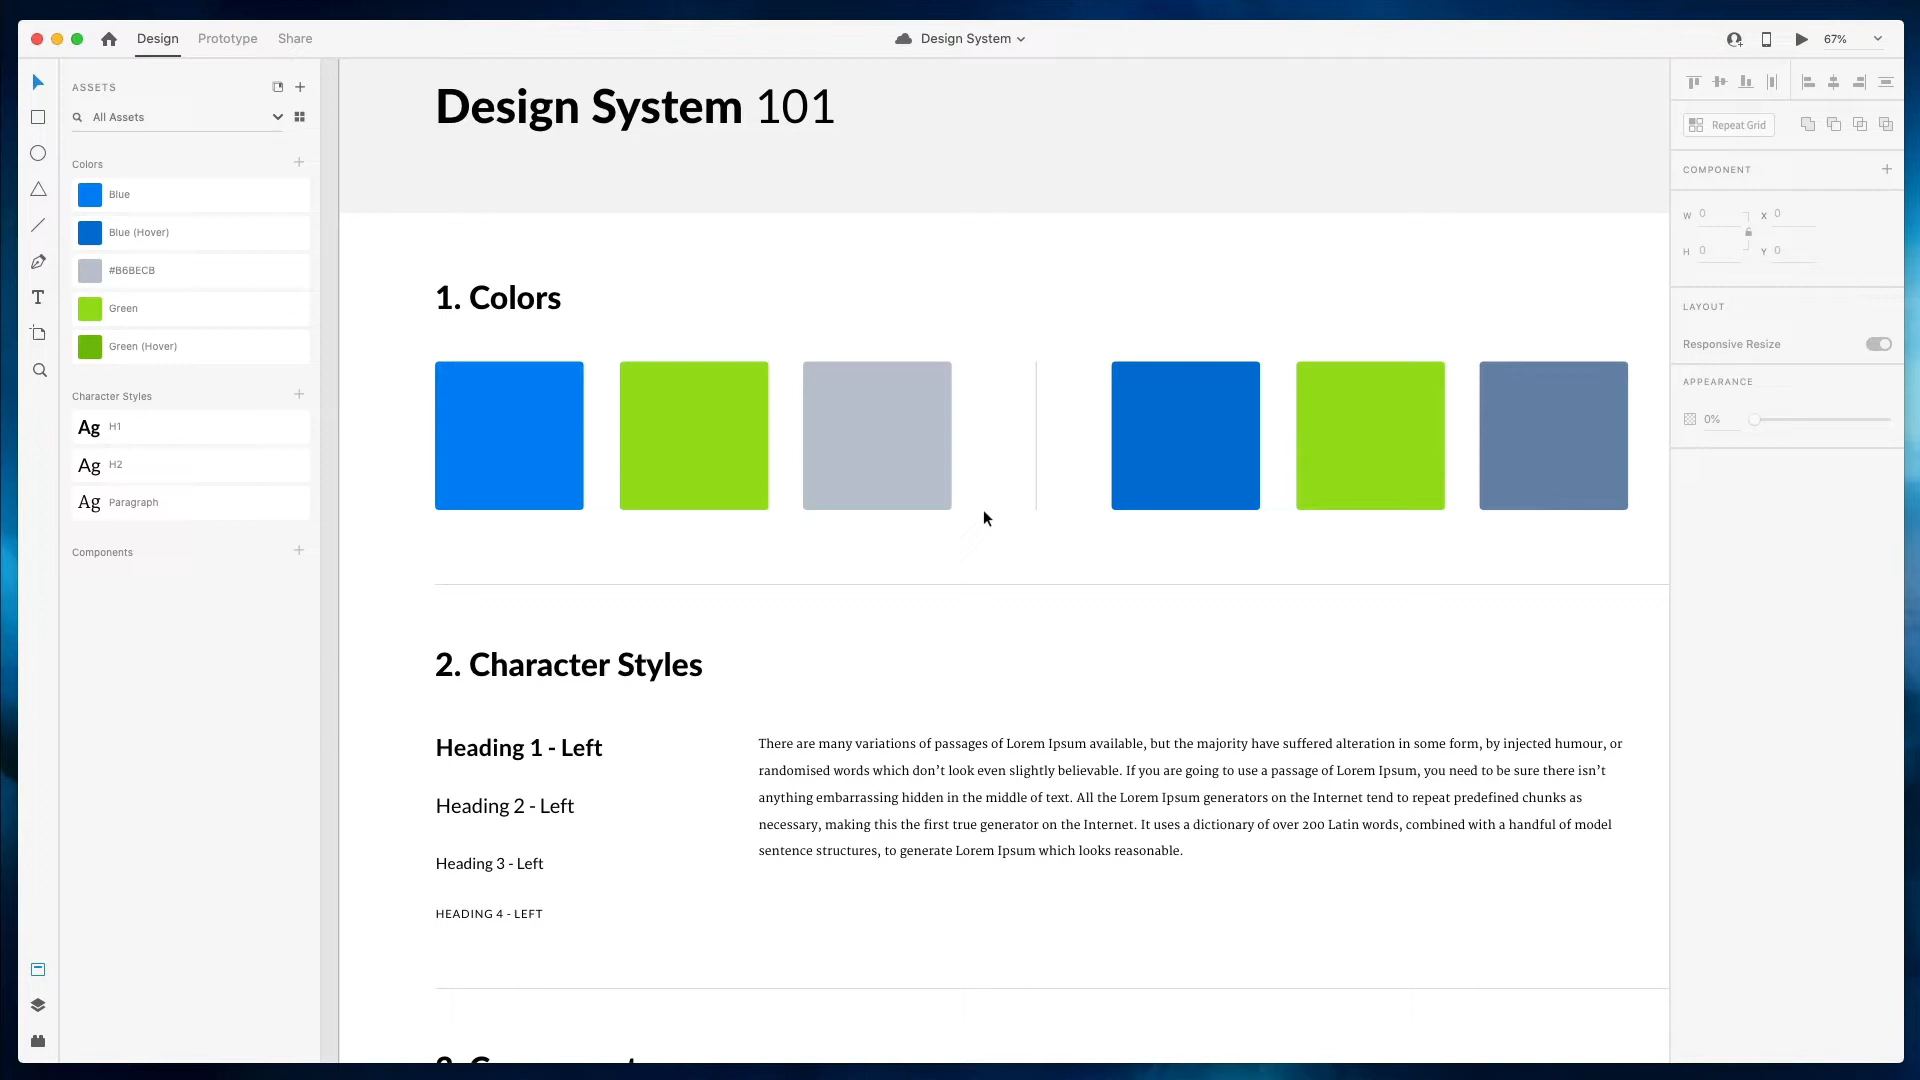 Design
Prototype
Share
Design System
67%
ASSETS
All Assets
Colors
Blue
Blue (Hover)
#B6BECB
Green
Green (Hover)
Character Styles
Ag H1
Ag H2
Ag Paragraph
Components
Design System 101
1. Colors
2. Character Styles
Heading 1 - Left
Heading 2 - Left
Heading 3 - Left
HEADING 4 - LEFT
There are many variations of passages of Lorem Ipsum available, but the majority have suffered alteration in some form, by injected humour, or
randomised words which don’t look even slightly believable. If you are going to use a passage of Lorem Ipsum, you need to be sure there isn’t
anything embarrassing hidden in the middle of text. All the Lorem Ipsum generators on the Internet tend to repeat predefined chunks as
necessary, making this the first true generator on the Internet. It uses a dictionary of over 200 Latin words, combined with a handful of model
sentence structures, to generate Lorem Ipsum which looks reasonable.
Repeat Grid
COMPONENT
W 0 X 0
H 0 Y 0
LAYOUT
Responsive Resize
APPEARANCE
0%